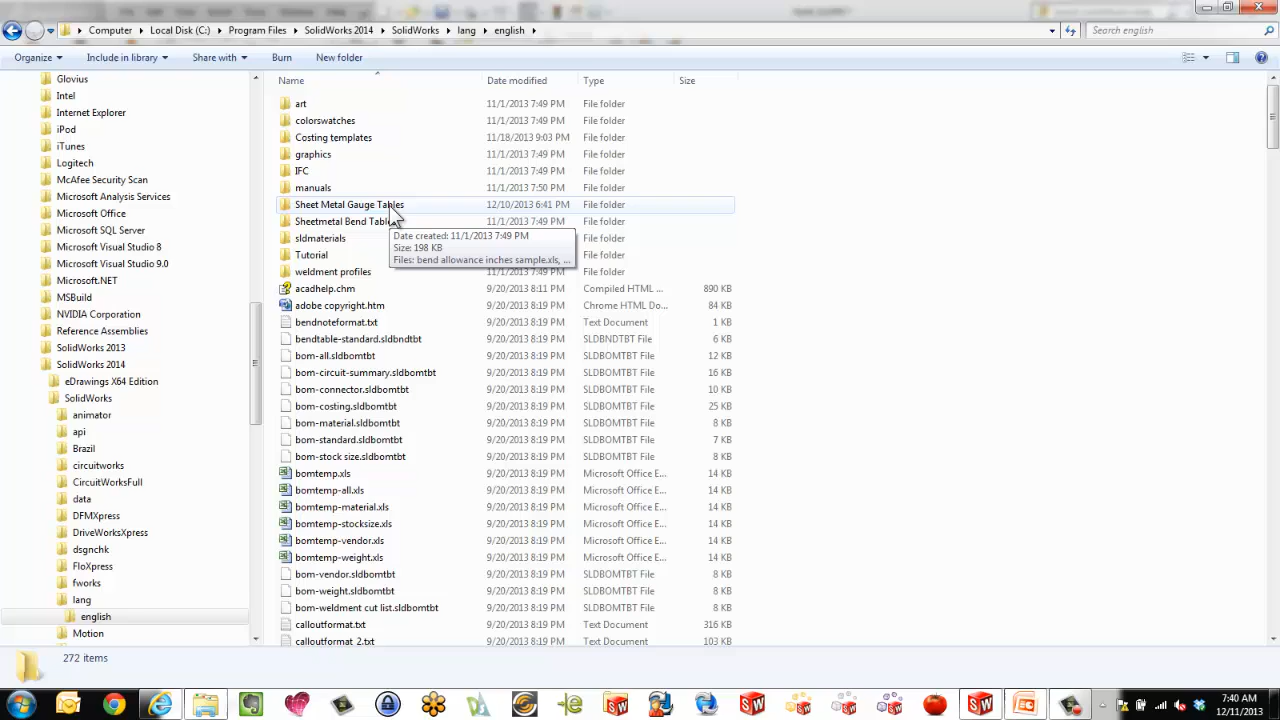 Computer ▸ Local Disk (C:) ▸ Program Files ▸ SolidWorks 2014 ▸ SolidWorks ▸ lang ▸ english ▸
Search english
Organize Include in library Share with Burn New folder
Name Date modified Type Size
Glovius
Intel
Internet Explorer
iPod
iTunes
Logitech
McAfee Security Scan
Microsoft Analysis Services
Microsoft Office
Microsoft SQL Server
Microsoft Visual Studio 8
Microsoft Visual Studio 9.0
Microsoft.NET
MSBuild
NVIDIA Corporation
Reference Assemblies
SolidWorks 2013
SolidWorks 2014
eDrawings X64 Edition
SolidWorks
animator
api
Brazil
circuitworks
CircuitWorksFull
data
DFMXpress
DriveWorksXpress
dsgnchk
FloXpress
fworks
lang
english
Motion
art 11/1/2013 7:49 PM File folder
colorswatches 11/1/2013 7:49 PM File folder
Costing templates 11/18/2013 9:03 PM File folder
graphics 11/1/2013 7:49 PM File folder
IFC 11/1/2013 7:49 PM File folder
manuals 11/1/2013 7:50 PM File folder
Sheet Metal Gauge Tables 12/10/2013 6:41 PM File folder
Sheetmetal Bend 11/1/2013 7:49 PM File folder
sldmaterials File folder
Tutorial File folder
weldment profiles 11/1/2013 7:49 PM File folder
Date created: 11/1/2013 7:49 PM
Size: 198 KB
Files: bend allowance inches sample.xls, ...
acadhelp.chm 9/20/2013 8:11 PM Compiled HTML ... 890 KB
adobe copyright.htm 9/20/2013 8:19 PM Chrome HTML Do... 84 KB
bendnoteformat.txt 9/20/2013 8:19 PM Text Document 1 KB
bendtable-standard.sldbndtbt 9/20/2013 8:19 PM SLDBNDTBT File 6 KB
bom-all.sldbomtbt 9/20/2013 8:19 PM SLDBOMTBT File 12 KB
bom-circuit-summary.sldbomtbt 9/20/2013 8:19 PM SLDBOMTBT File 16 KB
bom-connector.sldbomtbt 9/20/2013 8:19 PM SLDBOMTBT File 10 KB
bom-costing.sldbomtbt 9/20/2013 8:19 PM SLDBOMTBT File 25 KB
bom-material.sldbomtbt 9/20/2013 8:19 PM SLDBOMTBT File 8 KB
bom-standard.sldbomtbt 9/20/2013 8:19 PM SLDBOMTBT File 7 KB
bom-stock size.sldbomtbt 9/20/2013 8:19 PM SLDBOMTBT File 8 KB
bomtemp.xls 9/20/2013 8:19 PM Microsoft Office E... 14 KB
bomtemp-all.xls 9/20/2013 8:19 PM Microsoft Office E... 14 KB
bomtemp-material.xls 9/20/2013 8:19 PM Microsoft Office E... 14 KB
bomtemp-stocksize.xls 9/20/2013 8:19 PM Microsoft Office E... 14 KB
bomtemp-vendor.xls 9/20/2013 8:19 PM Microsoft Office E... 14 KB
bomtemp-weight.xls 9/20/2013 8:19 PM Microsoft Office E... 14 KB
bom-vendor.sldbomtbt 9/20/2013 8:19 PM SLDBOMTBT File 8 KB
bom-weight.sldbomtbt 9/20/2013 8:19 PM SLDBOMTBT File 8 KB
bom-weldment cut list.sldbomtbt 9/20/2013 8:19 PM SLDBOMTBT File 8 KB
calloutformat.txt 9/20/2013 8:19 PM Text Document 316 KB
calloutformat_2.txt 9/20/2013 8:19 PM Text Document 103 KB
272 items
7:40 AM
12/11/2013